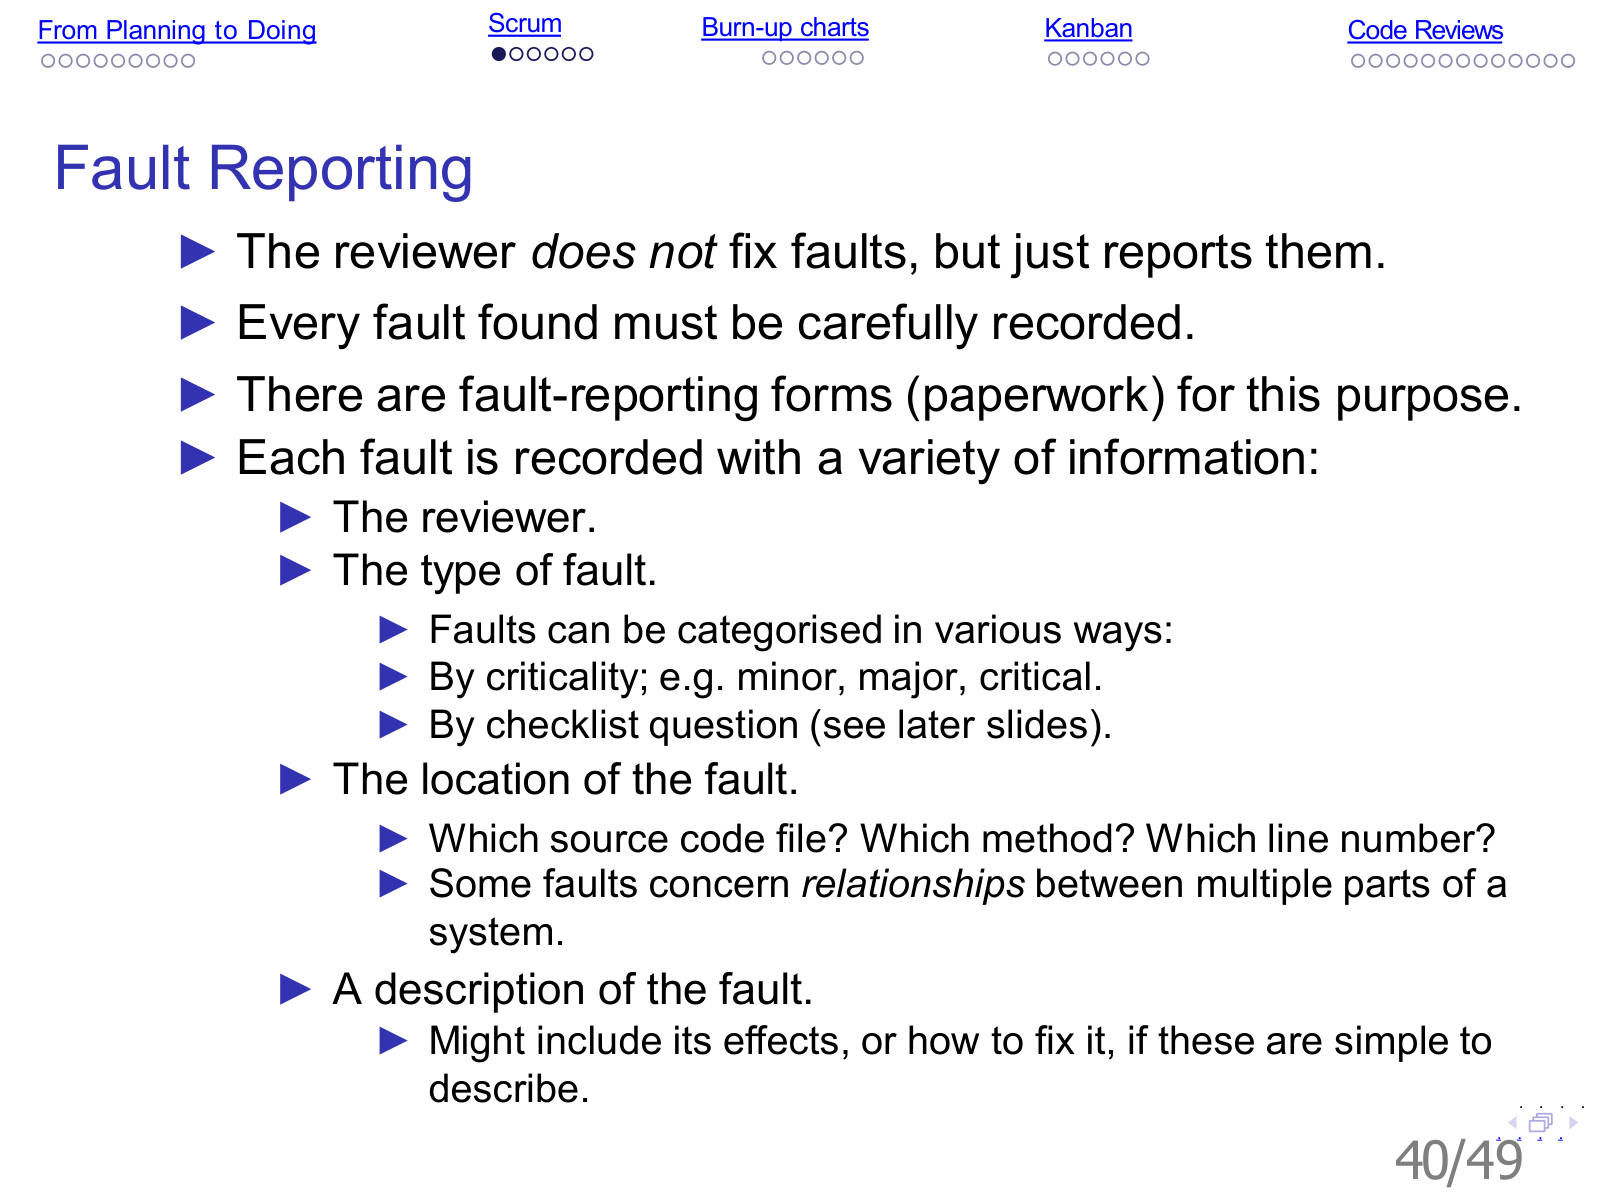 From Planning to Doing
Scrum
Burn-up charts
Kanban
Code Reviews
Fault Reporting
The reviewer does not fix faults, but just reports them.
Every fault found must be carefully recorded.
There are fault-reporting forms (paperwork) for this purpose.
Each fault is recorded with a variety of information:
The reviewer.
The type of fault.
Faults can be categorised in various ways:
By criticality; e.g. minor, major, critical.
By checklist question (see later slides).
The location of the fault.
Which source code file? Which method? Which line number?
Some faults concern relationships between multiple parts of a
system.
A description of the fault.
Might include its effects, or how to fix it, if these are simple to
describe.
40/49